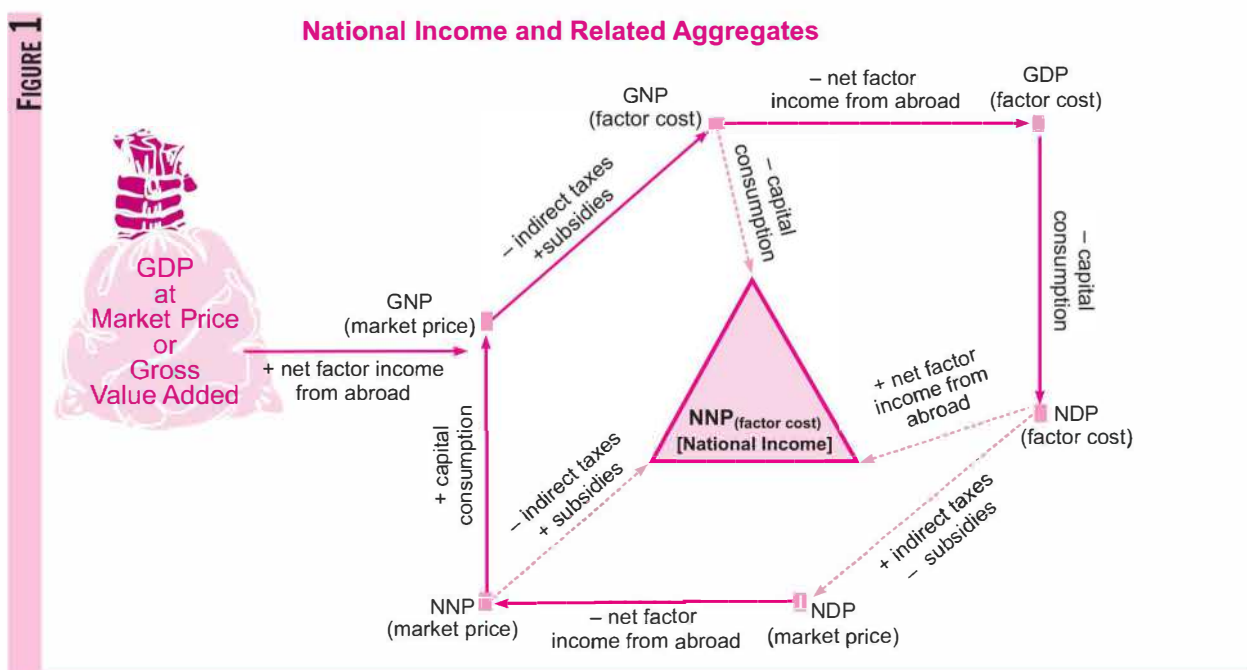 FIGURE 1
National Income and Related Aggregates
GDP
at
Market Price
or
Gross
Value Added
+ net factor income
from abroad
GNP
(market price)
– indirect taxes
+subsidies
GNP
(factor cost)
– net factor
income from abroad
GDP
(factor cost)
– capital
consumption
– capital
consumption
NNP(factor cost)
[National Income]
+ net factor
income from
abroad
NDP
(factor cost)
+ capital
consumption
– indirect taxes
+ subsidies
+ indirect taxes
– subsidies
NNP
(market price)
– net factor
income from abroad
NDP
(market price)